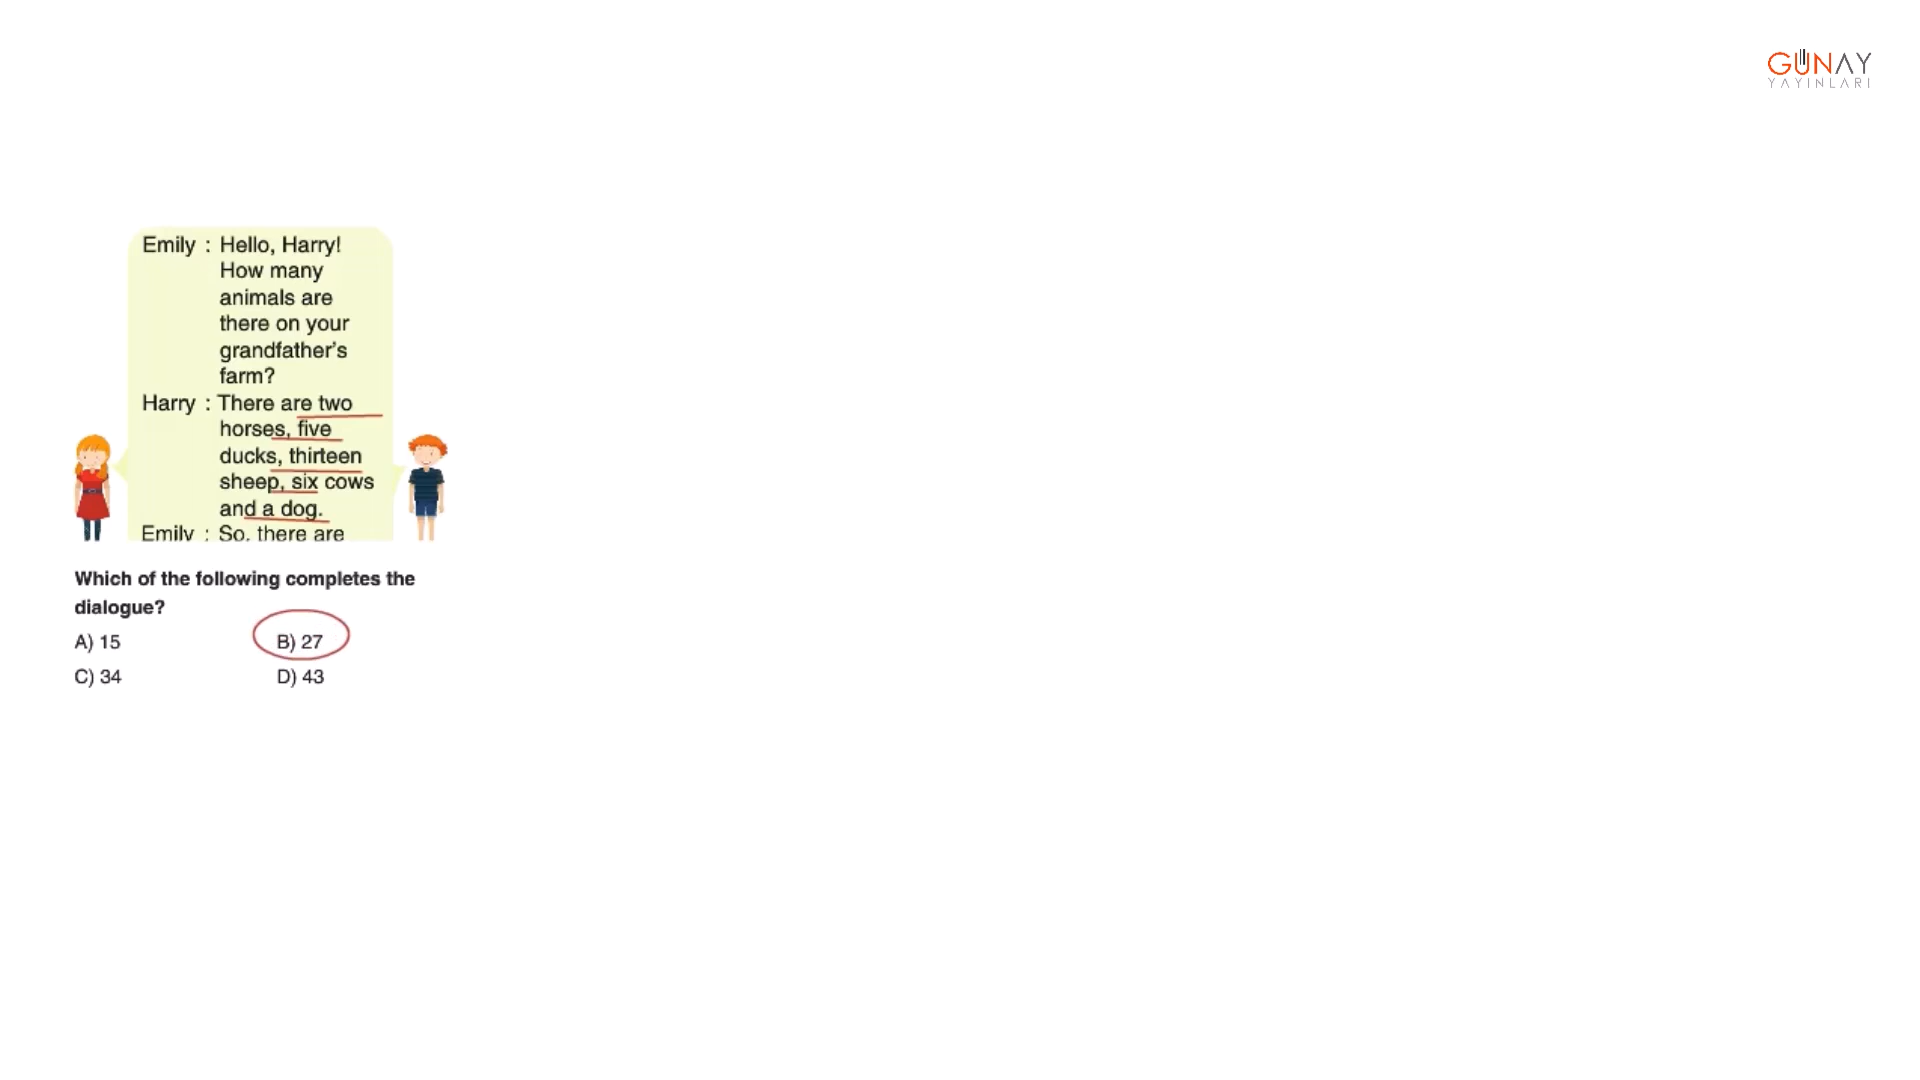 GÜNAY
YAYINLARI
Emily : Hello, Harry!
How many
animals are
there on your
grandfather's
farm?
Harry : There are two
horses, five
ducks, thirteen
sheep, six cows
and a dog.
Emily : So, there are
Which of the following completes the
dialogue?
A) 15 B) 27
C) 34 D) 43